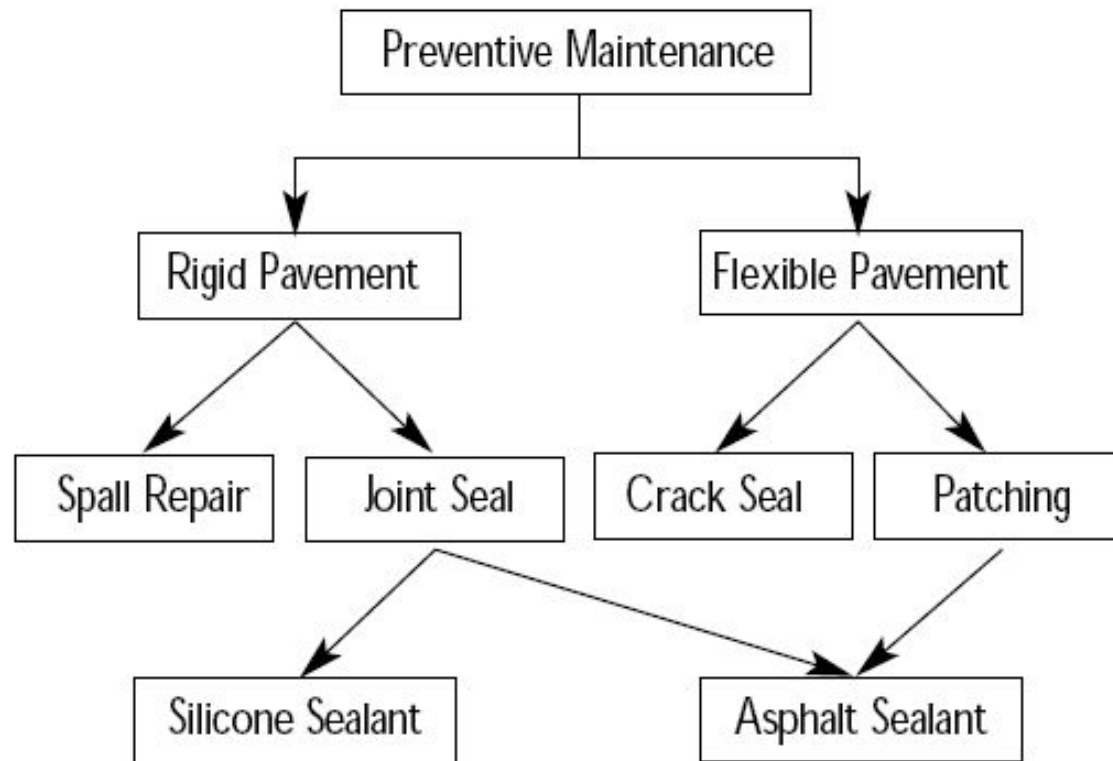 Preventive Maintenance
Rigid Pavement
Flexible Pavement
Spall Repair
Joint Seal
Crack Seal
Patching
Silicone Sealant
Asphalt Sealant